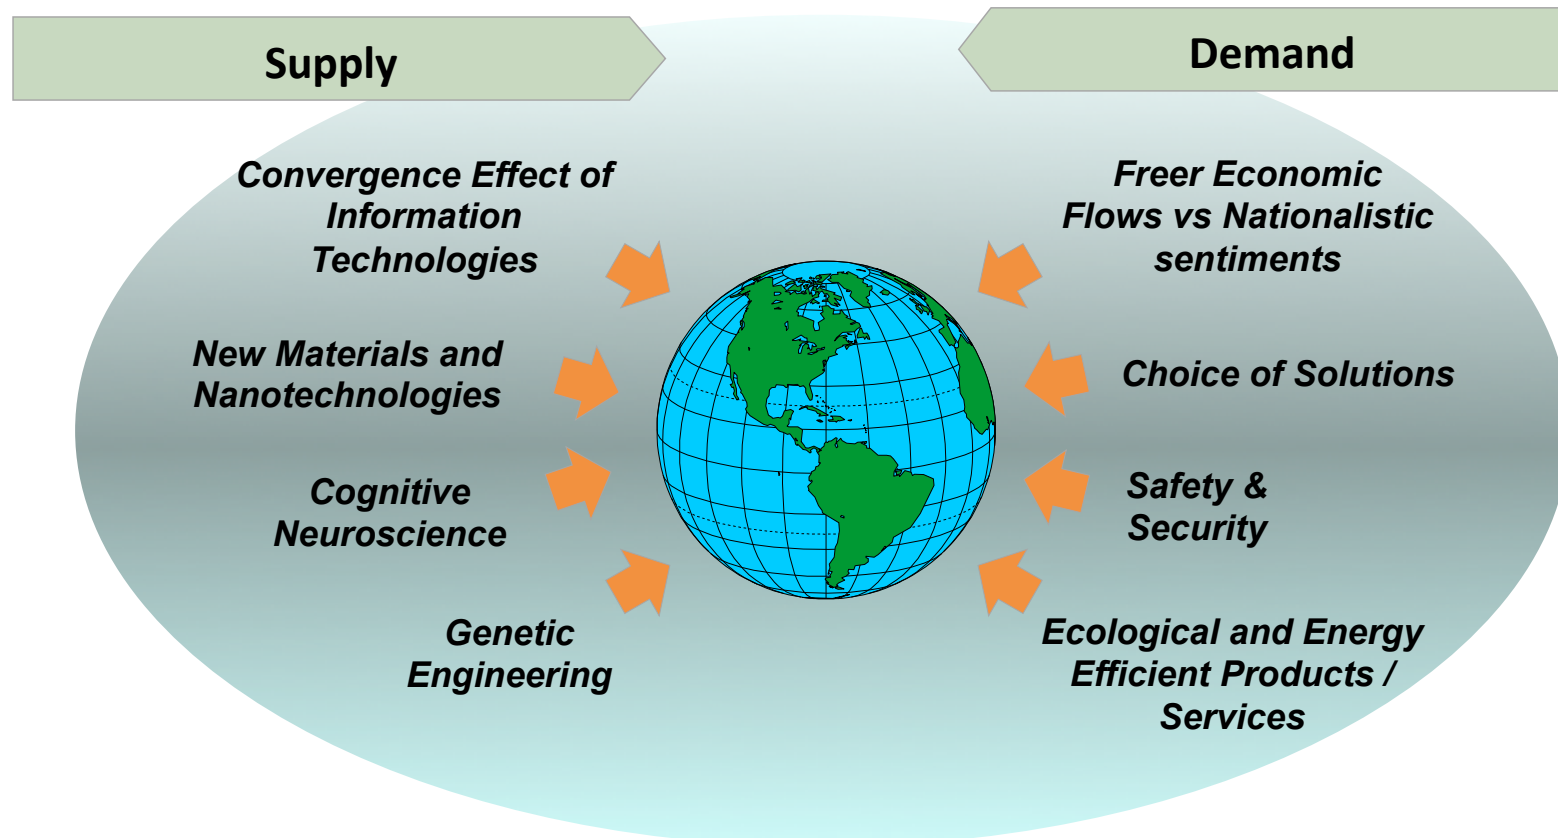 Supply
Convergence Effect of
Information
Technologies
New Materials and
Nanotechnologies
Cognitive
Neuroscience
Genetic
Engineering
Demand
Freer Economic
Flows vs Nationalistic
sentiments
Choice of Solutions
Safety &
Security
Ecological and Energy
Efficient Products /
Services